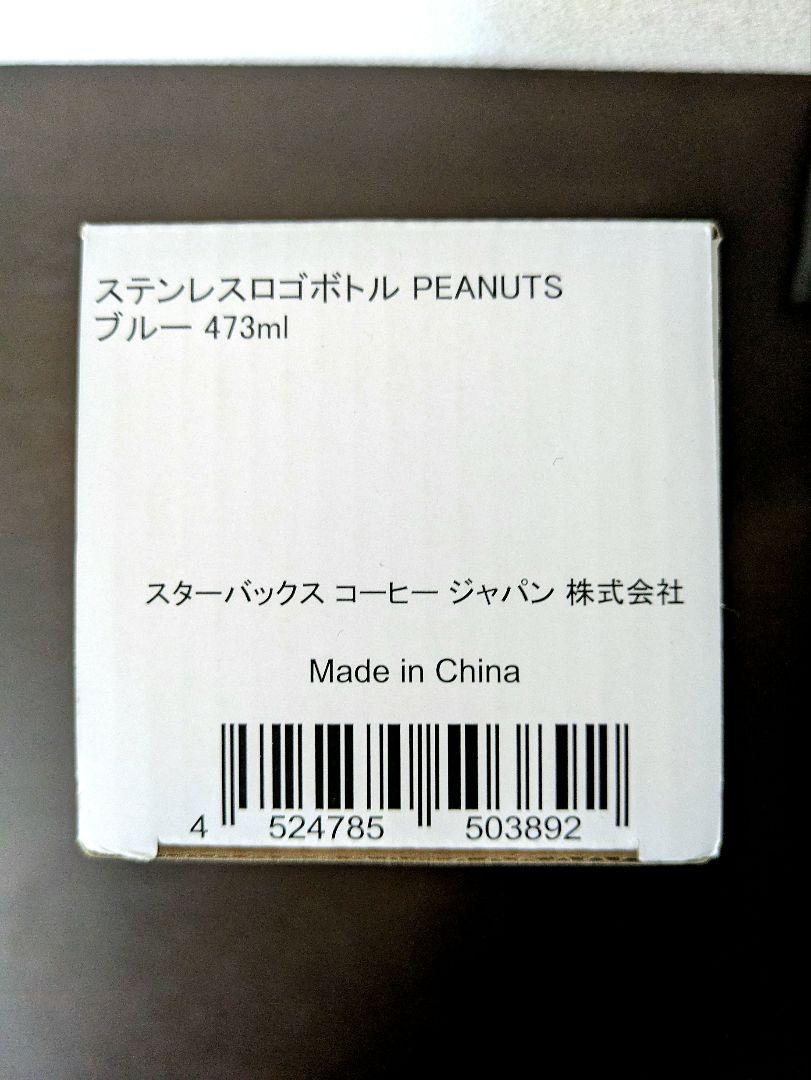 ステンレスロゴボトル PEANUTS
ブルー 473ml
スターバックス コーヒー ジャパン 株式会社
Made in China
4 524785 503892